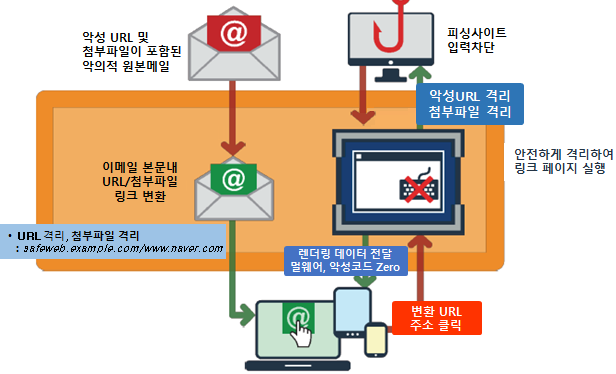 악성 URL 및
첨부파일이 포함된
악의적 원본메일
피싱사이트
입력차단
악성URL 격리
첨부파일 격리
이메일 본문내
URL/첨부파일
링크 변환
안전하게 격리하여
링크 페이지 실행
• URL 격리, 첨부파일 격리
: safeweb.example.com/www.naver.com
렌더링 데이터 전달
멀웨어, 악성코드 Zero
변환 URL
주소 클릭
@
@
@